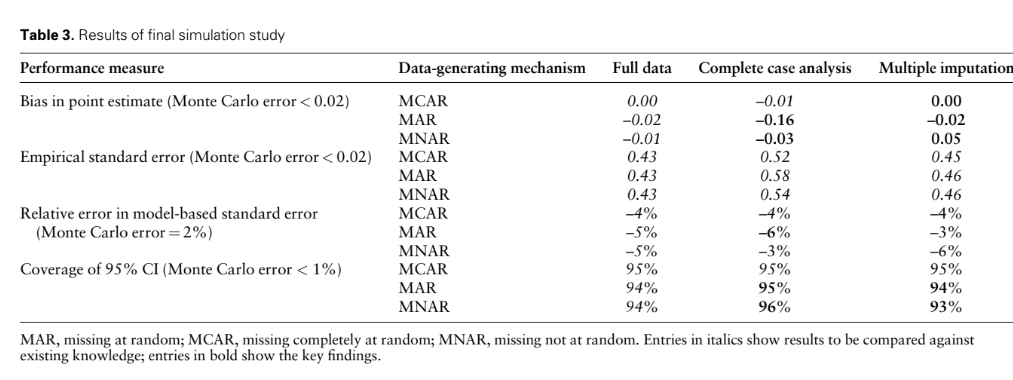 Table 3. Results of final simulation study
Performance measure Data-generating mechanism Full data Complete case analysis Multiple imputation
Bias in point estimate (Monte Carlo error < 0.02) MCAR 0.00 –0.01 0.00
MAR –0.02 –0.16 –0.02
MNAR –0.01 –0.03 0.05
Empirical standard error (Monte Carlo error < 0.02) MCAR 0.43 0.52 0.45
MAR 0.43 0.58 0.46
MNAR 0.43 0.54 0.46
Relative error in model-based standard error MCAR –4% –4% –4%
(Monte Carlo error = 2%) MAR –5% –6% –3%
MNAR –5% –3% –6%
Coverage of 95% CI (Monte Carlo error < 1%) MCAR 95% 95% 95%
MAR 94% 95% 94%
MNAR 94% 96% 93%
MAR, missing at random; MCAR, missing completely at random; MNAR, missing not at random. Entries in italics show results to be compared against
existing knowledge; entries in bold show the key findings.